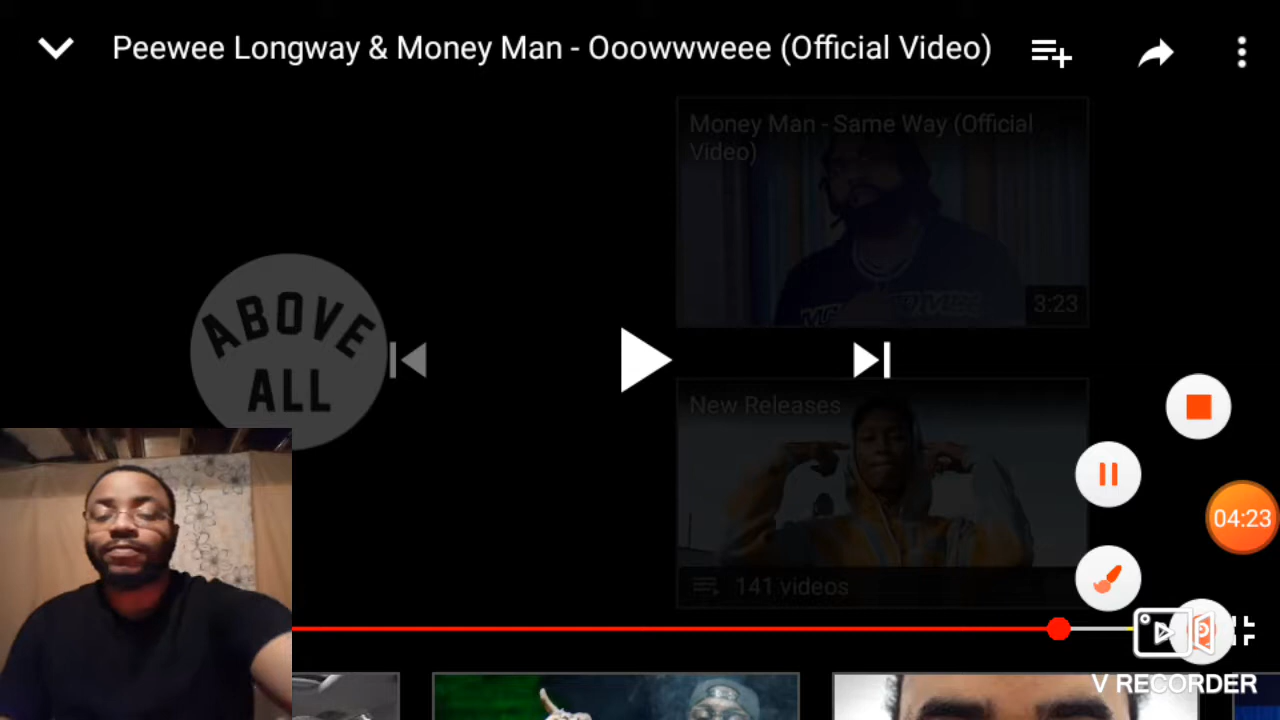 Peewee Longway & Money Man - Ooowwweee (Official Video)
Money Man - Same Way (Official
Video)
3:23
ABOVE
ALL
New Releases
141 videos
04:23
V RECORDER